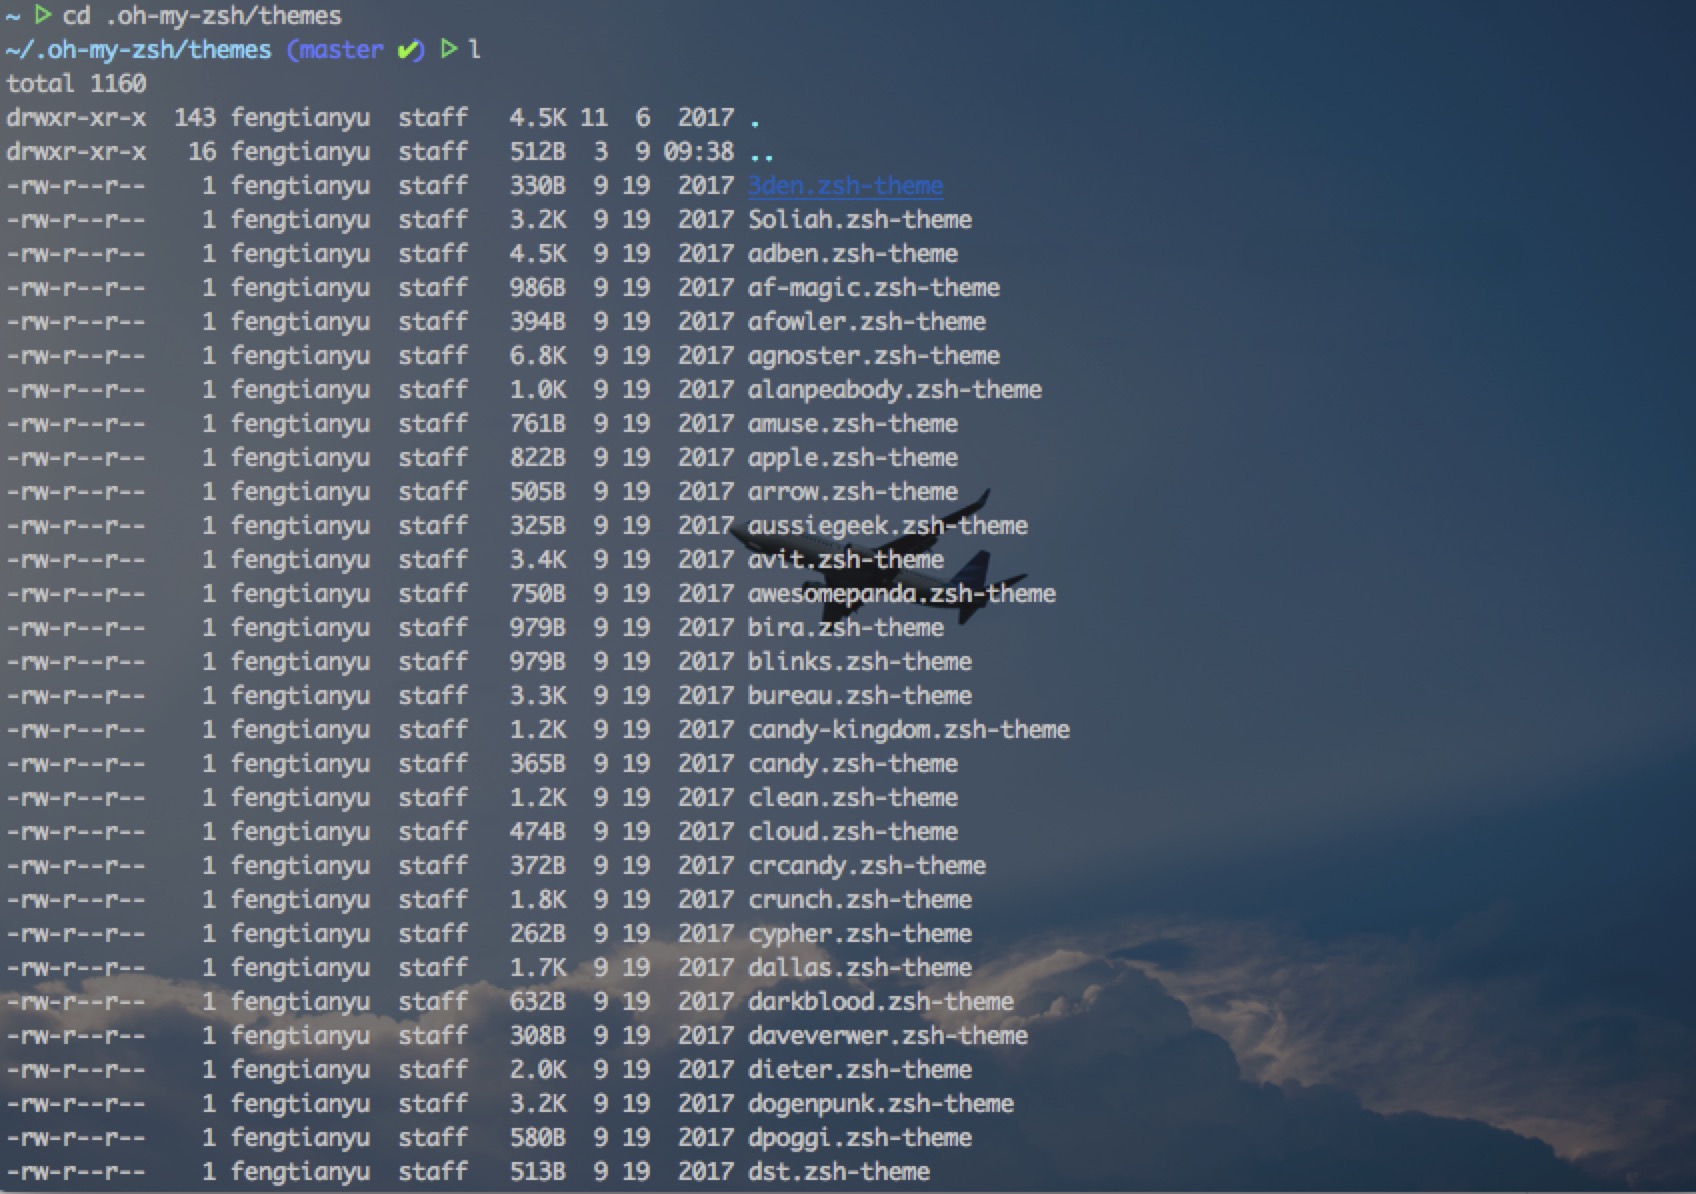 ~ ▷ cd .oh-my-zsh/themes
~/.oh-my-zsh/themes (master ✔) ▷ l
total 1160
drwxr-xr-x  143 fengtianyu  staff   4.5K 11  6  2017 .
drwxr-xr-x   16 fengtianyu  staff   512B  3  9 09:38 ..
-rw-r--r--    1 fengtianyu  staff   330B  9 19  2017 3den.zsh-theme
-rw-r--r--    1 fengtianyu  staff   3.2K  9 19  2017 Soliah.zsh-theme
-rw-r--r--    1 fengtianyu  staff   4.5K  9 19  2017 adben.zsh-theme
-rw-r--r--    1 fengtianyu  staff   986B  9 19  2017 af-magic.zsh-theme
-rw-r--r--    1 fengtianyu  staff   394B  9 19  2017 afowler.zsh-theme
-rw-r--r--    1 fengtianyu  staff   6.8K  9 19  2017 agnoster.zsh-theme
-rw-r--r--    1 fengtianyu  staff   1.0K  9 19  2017 alanpeabody.zsh-theme
-rw-r--r--    1 fengtianyu  staff   761B  9 19  2017 amuse.zsh-theme
-rw-r--r--    1 fengtianyu  staff   822B  9 19  2017 apple.zsh-theme
-rw-r--r--    1 fengtianyu  staff   505B  9 19  2017 arrow.zsh-theme
-rw-r--r--    1 fengtianyu  staff   325B  9 19  2017 aussiegeek.zsh-theme
-rw-r--r--    1 fengtianyu  staff   3.4K  9 19  2017 avit.zsh-theme
-rw-r--r--    1 fengtianyu  staff   750B  9 19  2017 awesomepanda.zsh-theme
-rw-r--r--    1 fengtianyu  staff   979B  9 19  2017 bira.zsh-theme
-rw-r--r--    1 fengtianyu  staff   979B  9 19  2017 blinks.zsh-theme
-rw-r--r--    1 fengtianyu  staff   3.3K  9 19  2017 bureau.zsh-theme
-rw-r--r--    1 fengtianyu  staff   1.2K  9 19  2017 candy-kingdom.zsh-theme
-rw-r--r--    1 fengtianyu  staff   365B  9 19  2017 candy.zsh-theme
-rw-r--r--    1 fengtianyu  staff   1.2K  9 19  2017 clean.zsh-theme
-rw-r--r--    1 fengtianyu  staff   474B  9 19  2017 cloud.zsh-theme
-rw-r--r--    1 fengtianyu  staff   372B  9 19  2017 crcandy.zsh-theme
-rw-r--r--    1 fengtianyu  staff   1.8K  9 19  2017 crunch.zsh-theme
-rw-r--r--    1 fengtianyu  staff   262B  9 19  2017 cypher.zsh-theme
-rw-r--r--    1 fengtianyu  staff   1.7K  9 19  2017 dallas.zsh-theme
-rw-r--r--    1 fengtianyu  staff   632B  9 19  2017 darkblood.zsh-theme
-rw-r--r--    1 fengtianyu  staff   308B  9 19  2017 daveverwer.zsh-theme
-rw-r--r--    1 fengtianyu  staff   2.0K  9 19  2017 dieter.zsh-theme
-rw-r--r--    1 fengtianyu  staff   3.2K  9 19  2017 dogenpunk.zsh-theme
-rw-r--r--    1 fengtianyu  staff   580B  9 19  2017 dpoggi.zsh-theme
-rw-r--r--    1 fengtianyu  staff   513B  9 19  2017 dst.zsh-theme